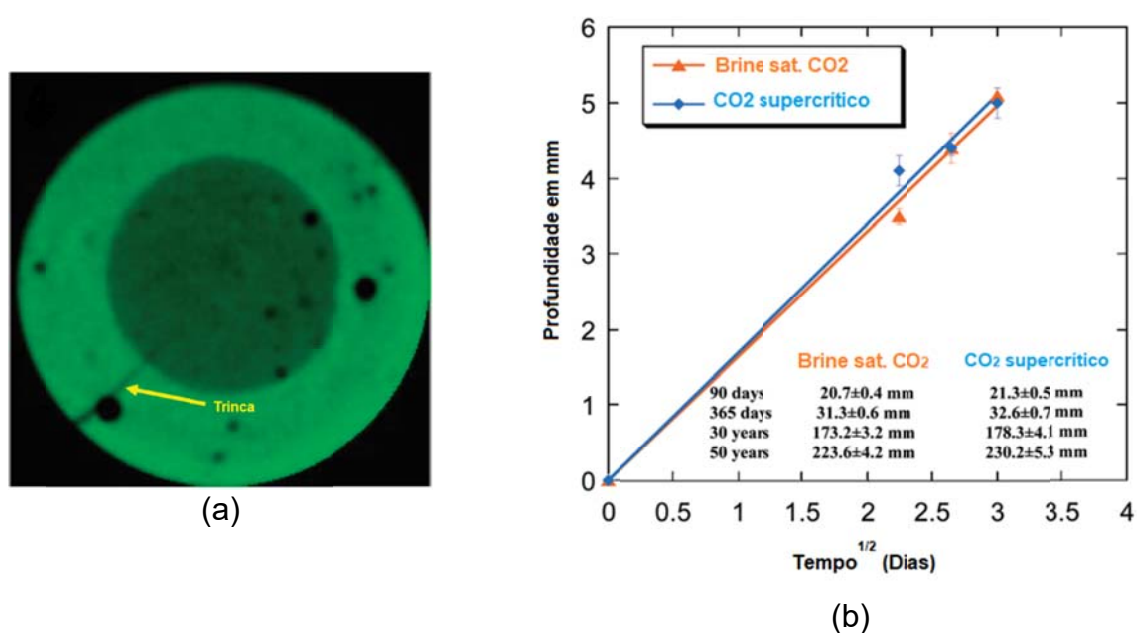 Trinca
(a)
Brine sat. CO2
CO2 supercritico
Profundidade em mm
6
5
4
3
2
1
0
Brine sat. CO2 CO2 supercritico
90 days 20.7±0.4 mm 21.3±0.5 mm
365 days 31.3±0.6 mm 32.6±0.7 mm
30 years 173.2±3.2 mm 178.3±4.1 mm
50 years 223.6±4.2 mm 230.2±5.3 mm
0 0.5 1 1.5 2 2.5 3 3.5 4
Tempo 1/2 (Dias)
(b)